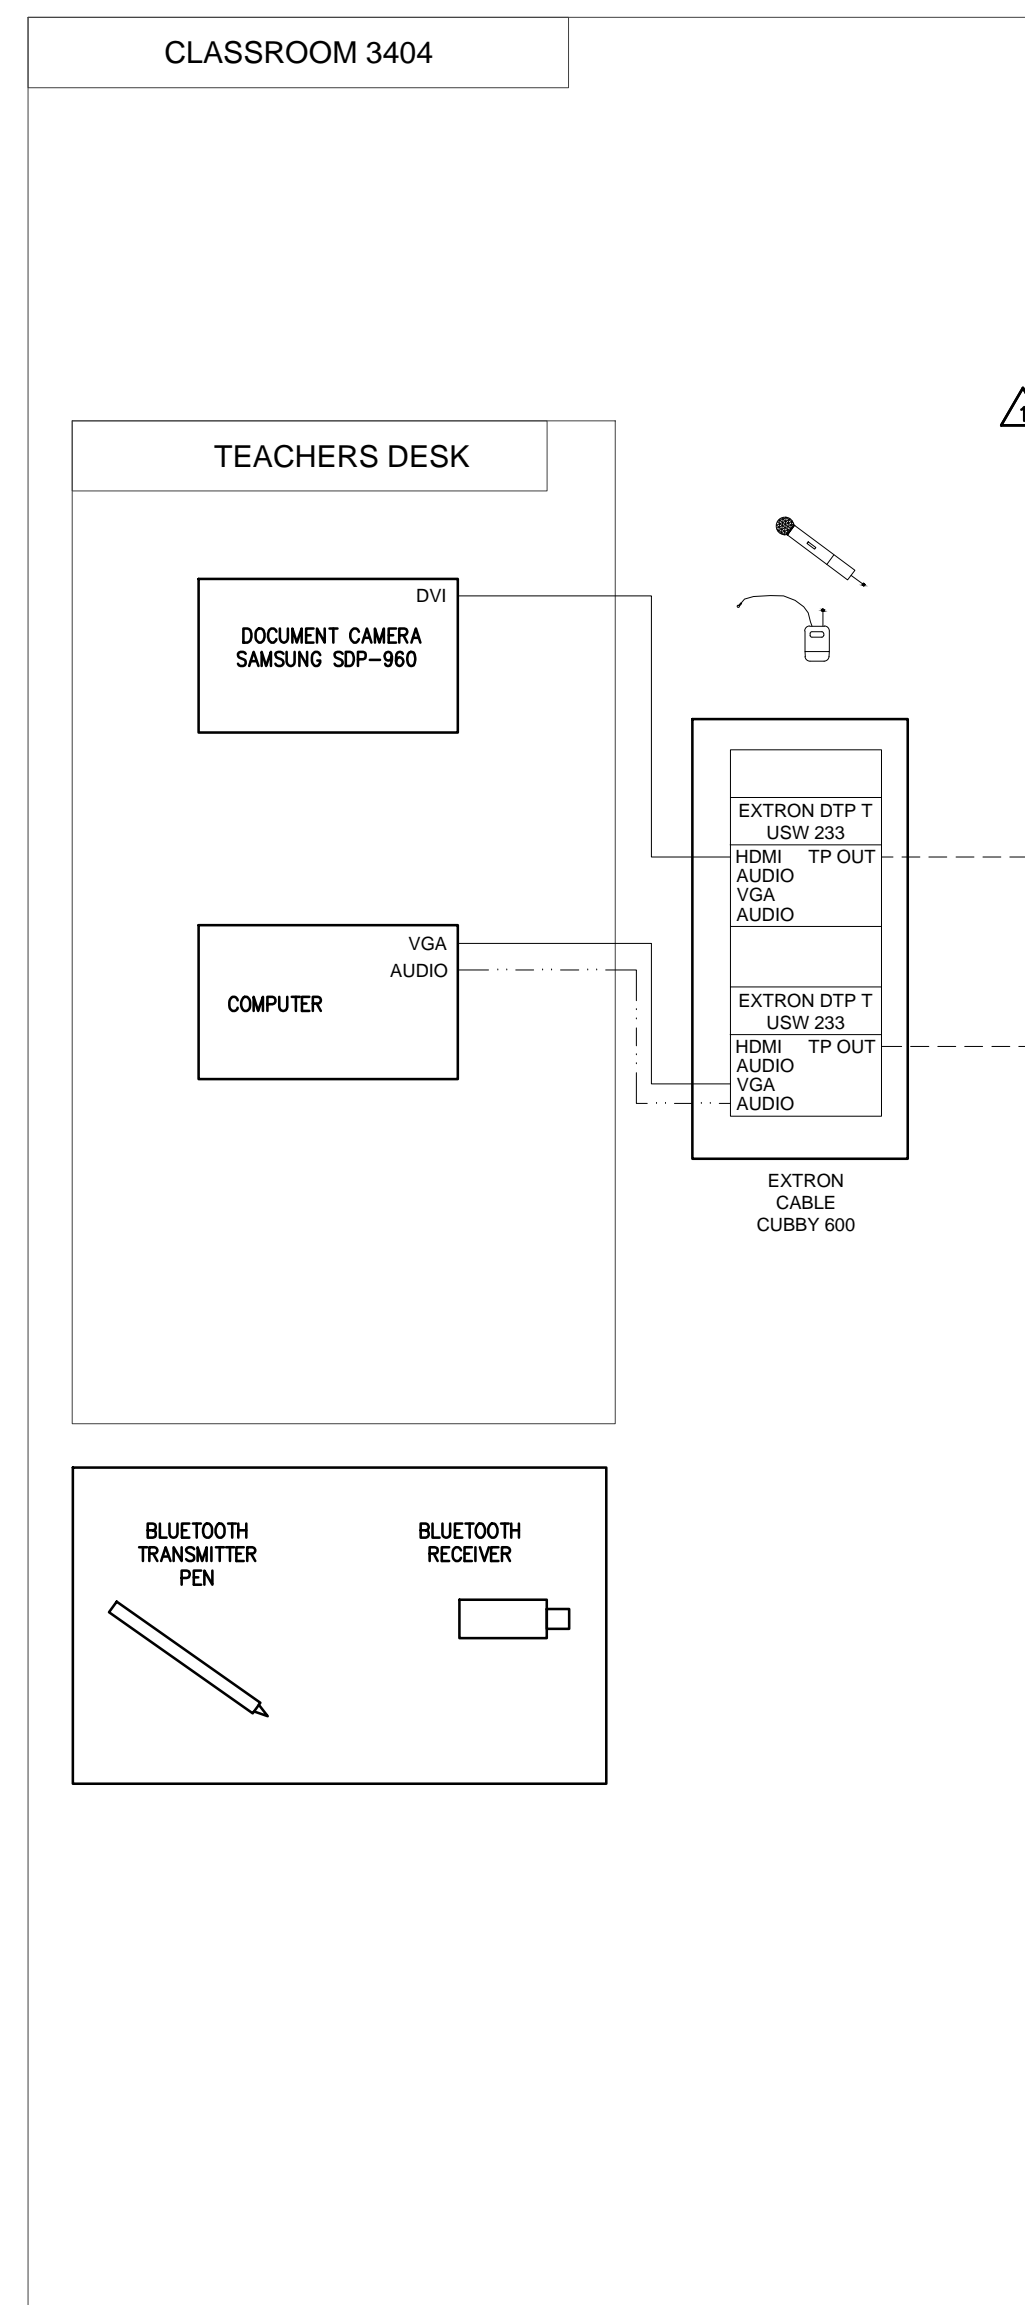 CLASSROOM 3404
1
TEACHERS DESK
DVI
DOCUMENT CAMERA
SAMSUNG SDP-960
EXTRON DTP T
USW 233
HDMI TP OUT
AUDIO
VGA
AUDIO
VGA
AUDIO
COMPUTER
EXTRON DTP T
USW 233
HDMI TP OUT
AUDIO
VGA
AUDIO
EXTRON
CABLE
CUBBY 600
BLUETOOTH
TRANSMITTER
PEN
BLUETOOTH
RECEIVER